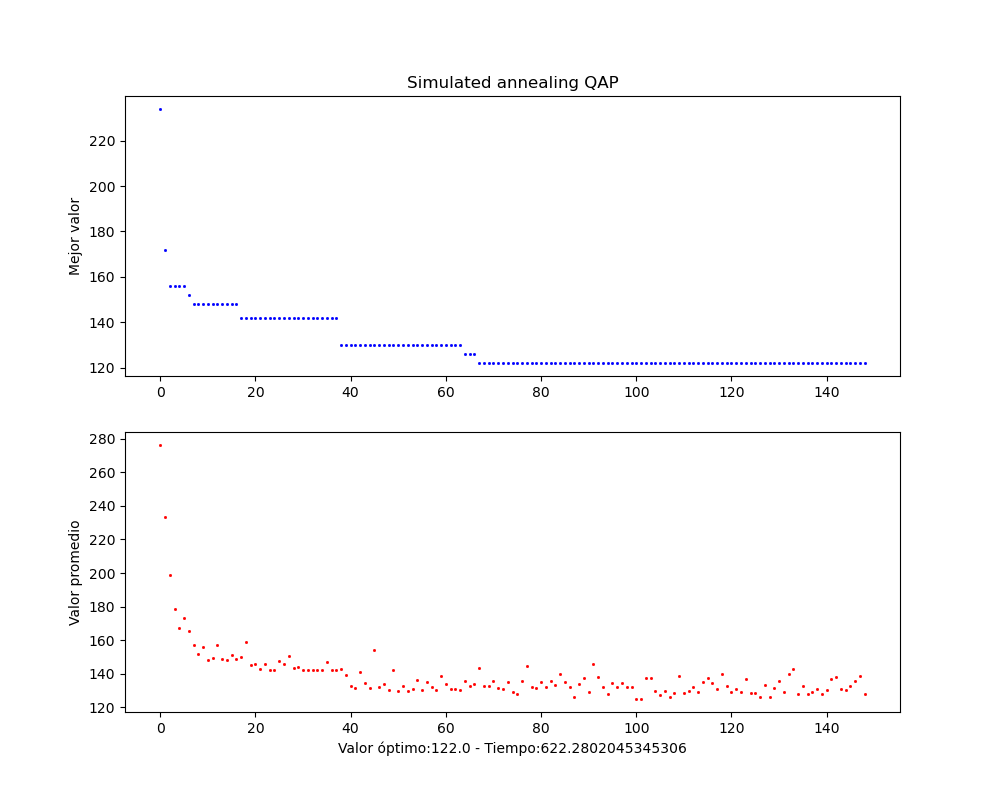 Simulated annealing QAP
Mejor valor
220
200
180
160
140
120
0 20 40 60 80 100 120 140
Valor promedio
280
260
240
220
200
180
160
140
120
0 20 40 60 80 100 120 140
Valor óptimo:122.0 - Tiempo:622.2802045345306